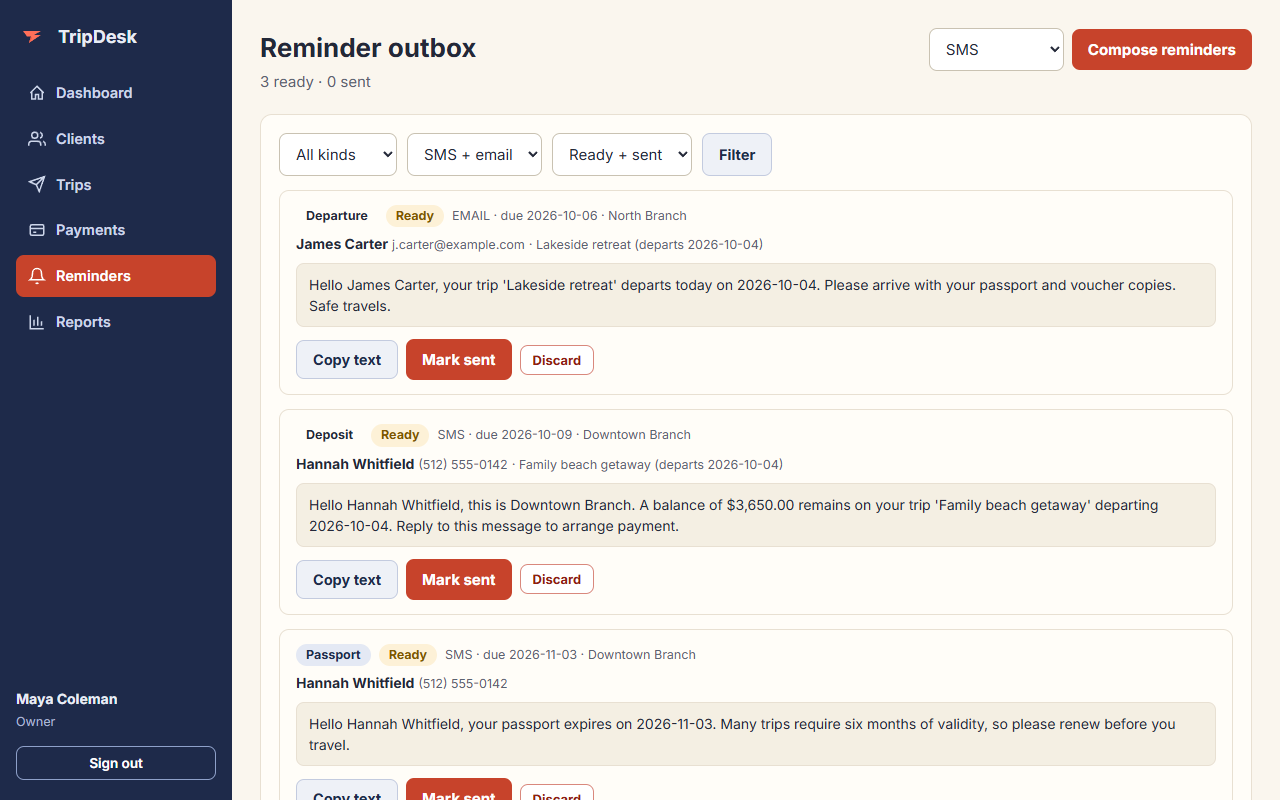 TripDesk
Dashboard
Clients
Trips
Payments
Reminders
Reports
Maya Coleman
Owner
Sign out
Reminder outbox
3 ready · 0 sent
SMS
Compose reminders
All kinds
SMS + email
Ready + sent
Filter
Departure Ready EMAIL · due 2026-10-06 · North Branch
James Carter j.carter@example.com · Lakeside retreat (departs 2026-10-04)
Hello James Carter, your trip 'Lakeside retreat' departs today on 2026-10-04. Please arrive with your passport and voucher copies.
Safe travels.
Copy text Mark sent Discard
Deposit Ready SMS · due 2026-10-09 · Downtown Branch
Hannah Whitfield (512) 555-0142 · Family beach getaway (departs 2026-10-04)
Hello Hannah Whitfield, this is Downtown Branch. A balance of $3,650.00 remains on your trip 'Family beach getaway' departing
2026-10-04. Reply to this message to arrange payment.
Copy text Mark sent Discard
Passport Ready SMS · due 2026-11-03 · Downtown Branch
Hannah Whitfield (512) 555-0142
Hello Hannah Whitfield, your passport expires on 2026-11-03. Many trips require six months of validity, so please renew before you
travel.
Copy text Mark sent Discard